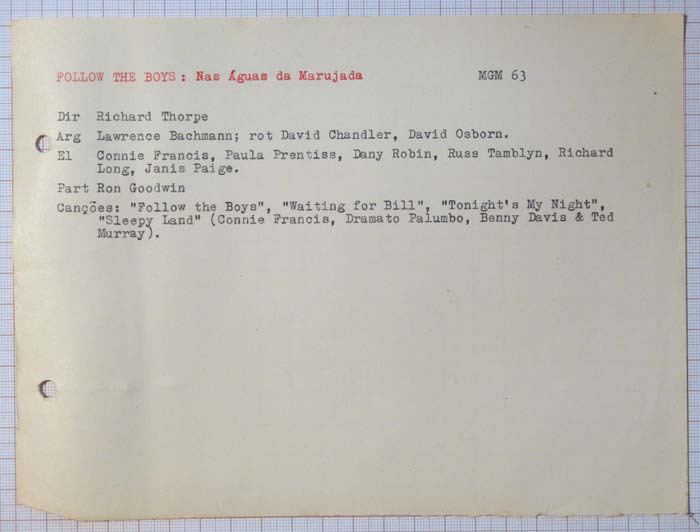 FOLLOW THE BOYS: Nas Águas da Marujada MGM 63
Dir Richard Thorpe
Arg Lawrence Bachmann; rot David Chandler, David Osborn.
El Connie Francis, Paula Prentiss, Dany Robin, Russ Tamblyn, Richard
Long, Janis Paige.
Part Ron Goodwin
Canções: "Follow the Boys", "Waiting for Bill", "Tonight's My Night",
"Sleepy Land" (Connie Francis, Dramato Palumbo, Benny Davis & Ted
Murray).